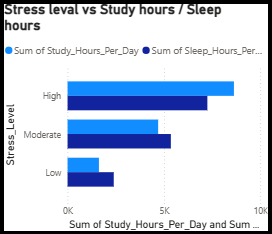 Stress leval vs Study hours / Sleep
hours
Sum of Study_Hours_Per_Day Sum of Sleep_Hours_Per...
Stress_Level
High
Moderate
Low
0K 5K 10K
Sum of Study_Hours_Per_Day and Sum ...